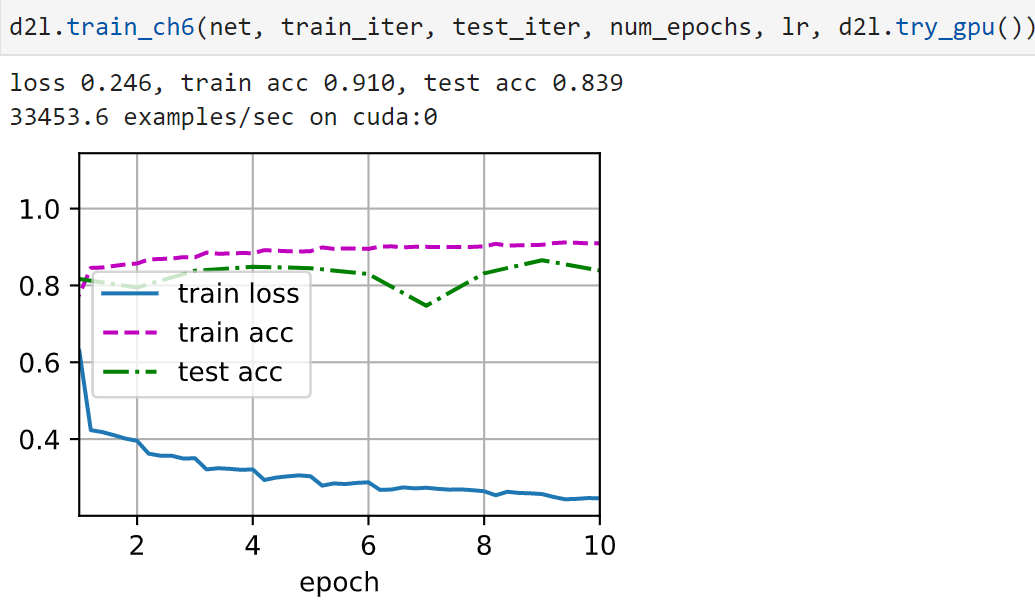 d2l.train_ch6(net, train_iter, test_iter, num_epochs, lr, d2l.try_gpu())
loss 0.246, train acc 0.910, test acc 0.839
33453.6 examples/sec on cuda:0
1.0
0.8
0.6
0.4
train loss
train acc
test acc
2 4 6 8 10
epoch